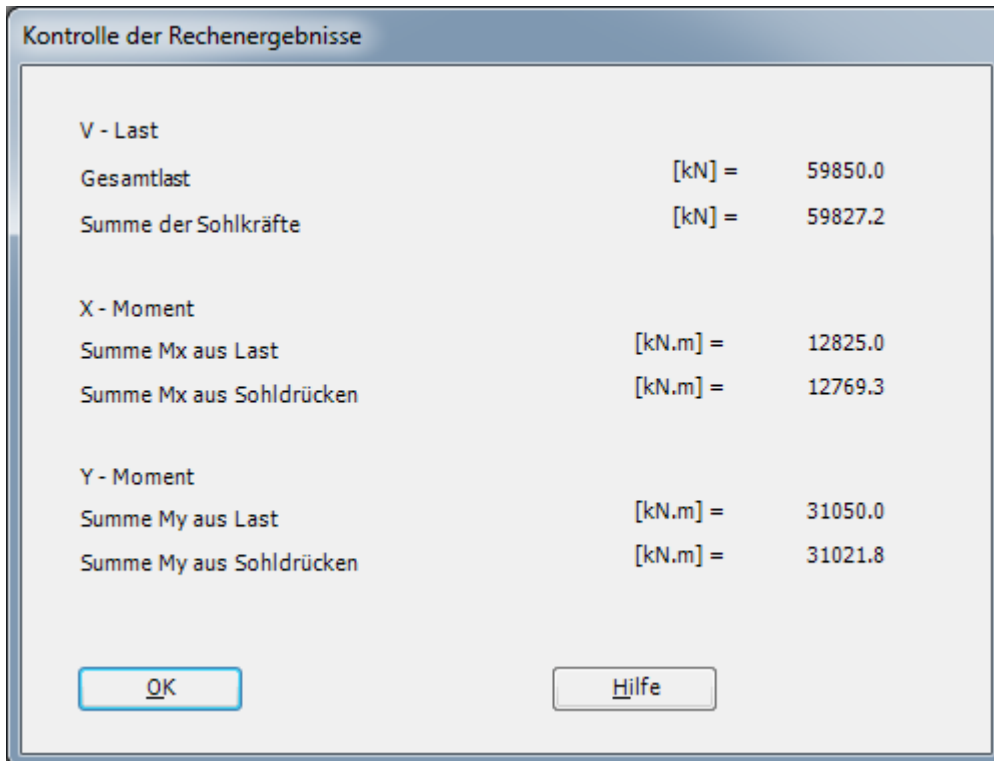 Kontrolle der Rechenergebnisse
V - Last
Gesamtlast [kN] = 59850.0
Summe der Sohlkräfte [kN] = 59827.2
X - Moment
Summe Mx aus Last [kN.m] = 12825.0
Summe Mx aus Sohldrücken [kN.m] = 12769.3
Y - Moment
Summe My aus Last [kN.m] = 31050.0
Summe My aus Sohldrücken [kN.m] = 31021.8
OK Hilfe